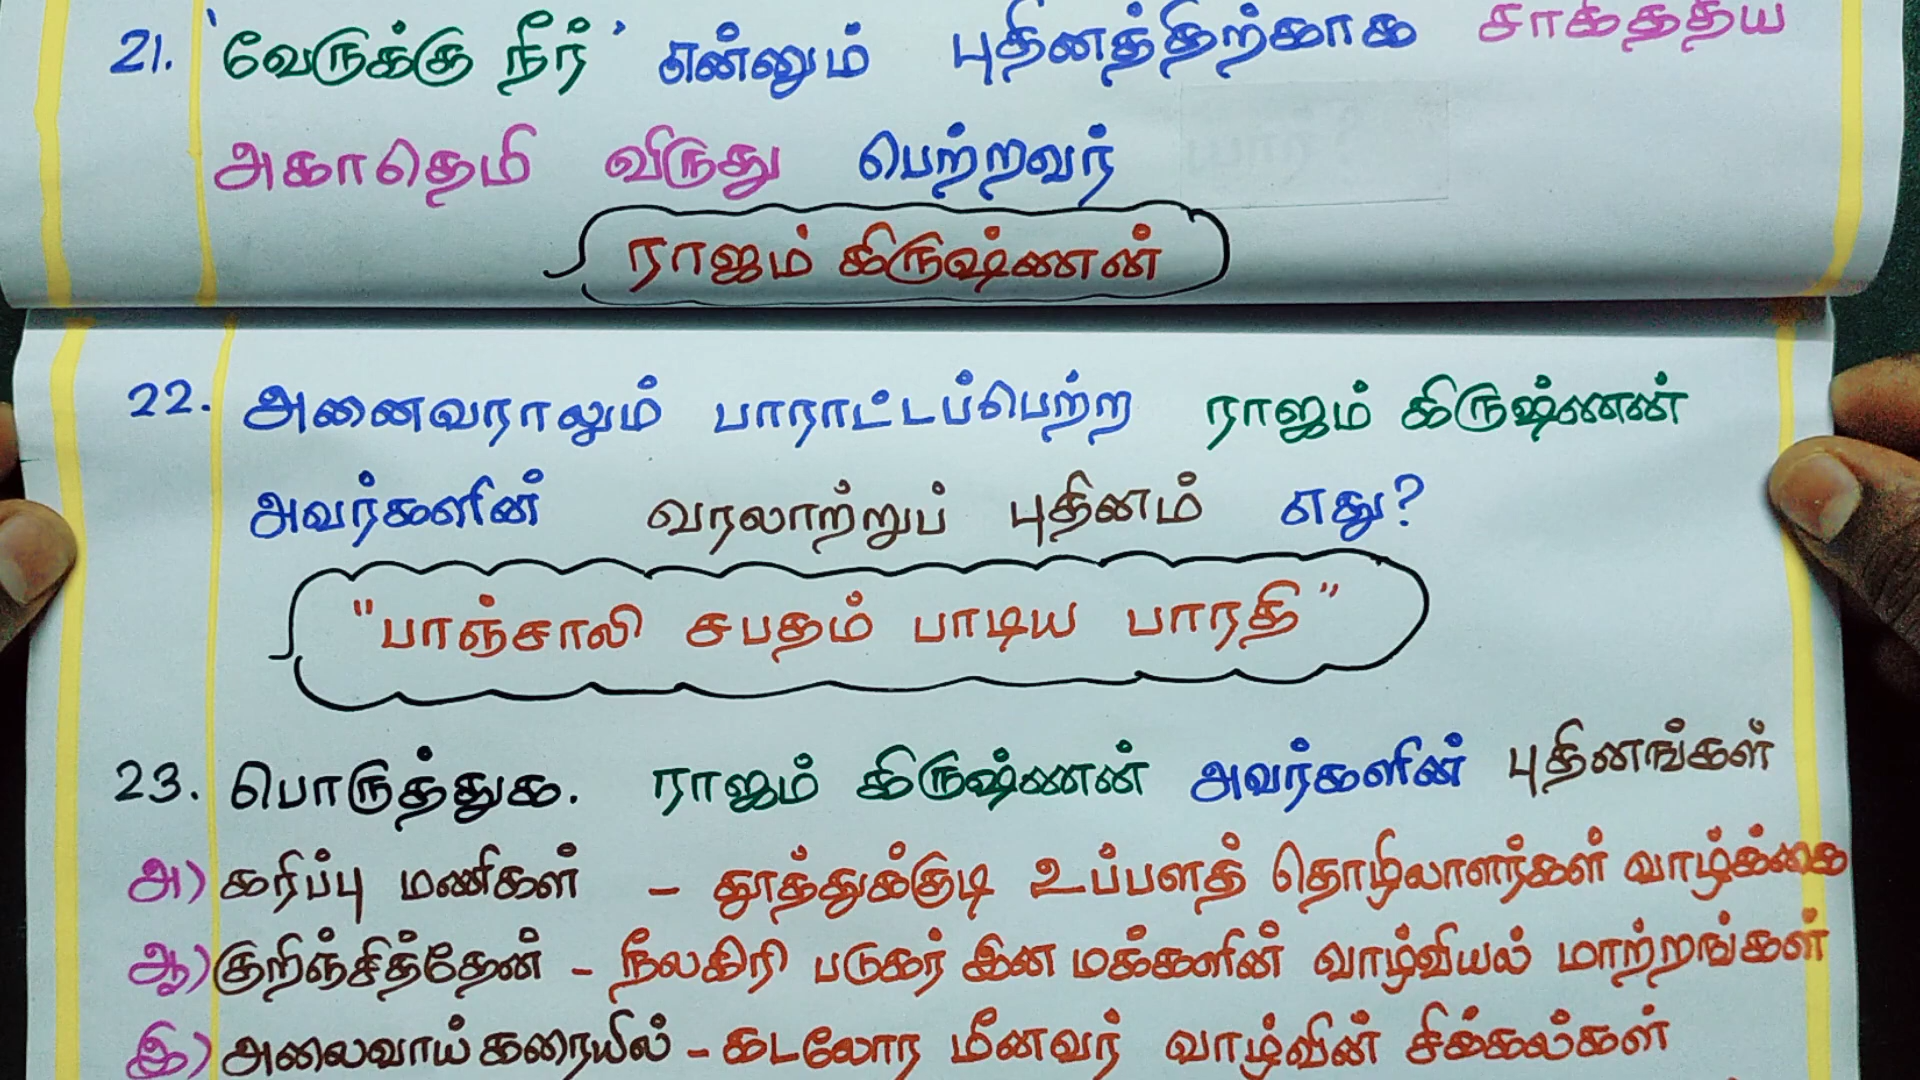 21. 'வேருக்கு நீர்' என்னும் புதினத்திற்காக சாகித்திய
அகாதெமி விருது பெற்றவர்
ராஜம் கிருஷ்ணன்
22. அனைவராலும் பாராட்டப்பெற்ற ராஜம் கிருஷ்ணன்
அவர்களின் வரலாற்றுப் புதினம் எது?
"பாஞ்சாலி சபதம் பாடிய பாரதி"
23. பொருத்துக. ராஜம் கிருஷ்ணன் அவர்களின் புதினங்கள்
அ) கரிப்பு மணிகள் - தூத்துக்குடி உப்பளத் தொழிலாளர்கள் வாழ்க்கை
ஆ) குறிஞ்சித்தேன் - நீலகிரி படுகர் இன மக்களின் வாழ்வியல் மாற்றங்கள்
இ) அலைவாய் கரையில் - கடலோர மீனவர் வாழ்வின் சிக்கல்கள்